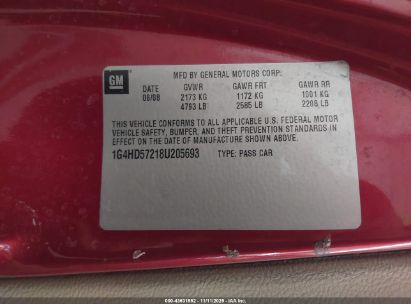 GM
MFD BY GENERAL MOTORS CORP.
DATE GVWR GAWR FRT GAWR RR
06/08 2173 KG 1172 KG 1001 KG
4793 LB 2585 LB 2208 LB
THIS VEHICLE CONFORMS TO ALL APPLICABLE U.S. FEDERAL MOTOR
VEHICLE SAFETY, BUMPER, AND THEFT PREVENTION STANDARDS IN
EFFECT ON THE DATE OF MANUFACTURE SHOWN ABOVE.
1G4HD57218U205693 TYPE: PASS CAR